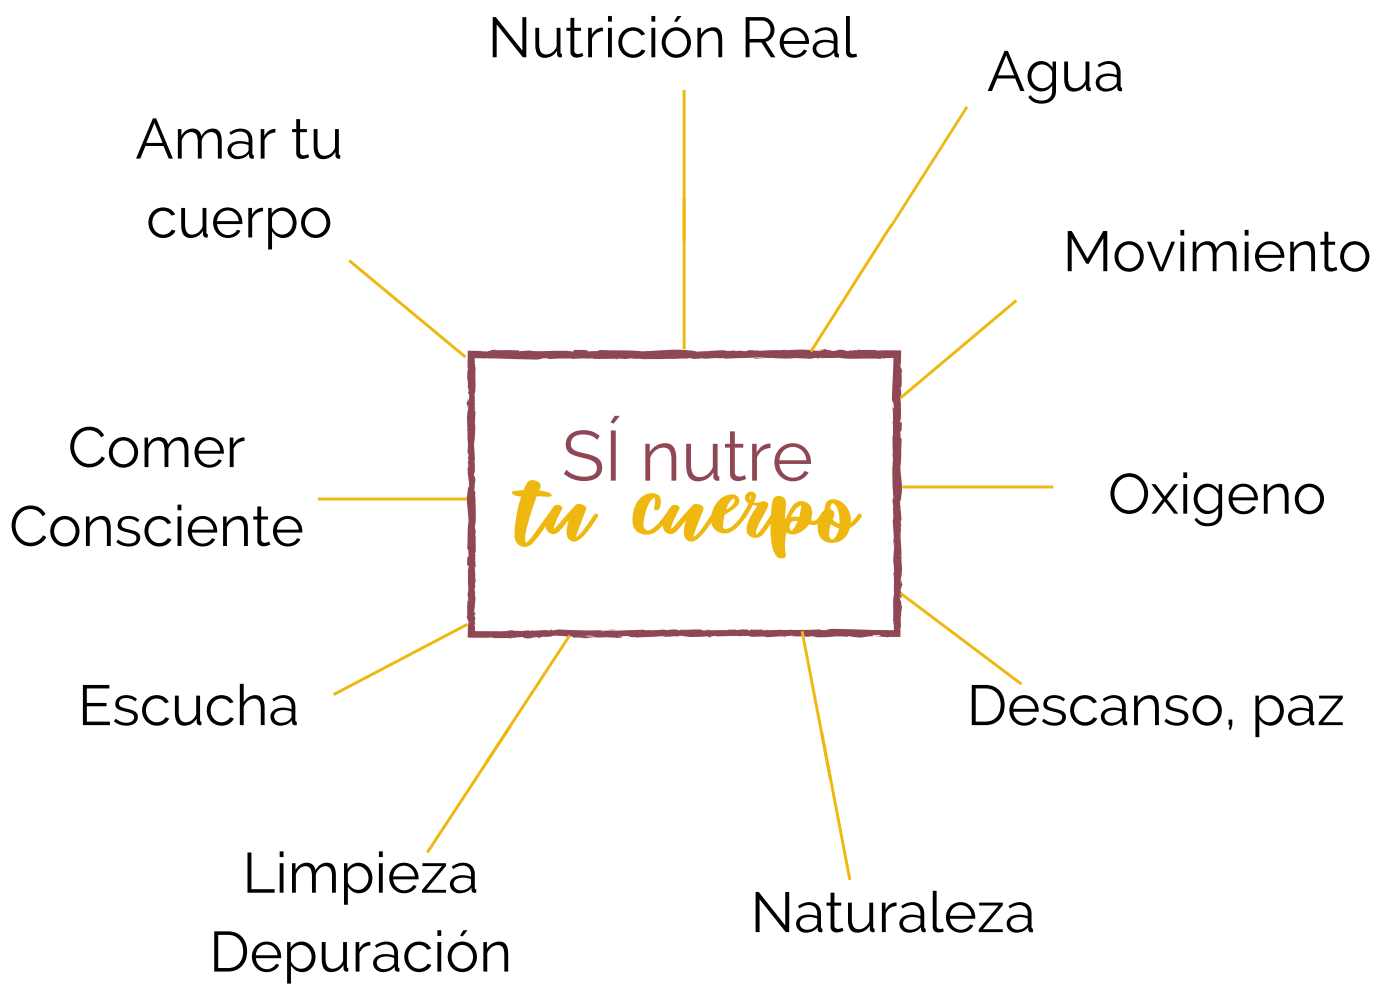 Nutrición Real
Agua
Amar tu
cuerpo
Movimiento
SÍ nutre
tu cuerpo
Comer
Consciente
Oxigeno
Escucha
Descanso, paz
Limpieza
Depuración
Naturaleza